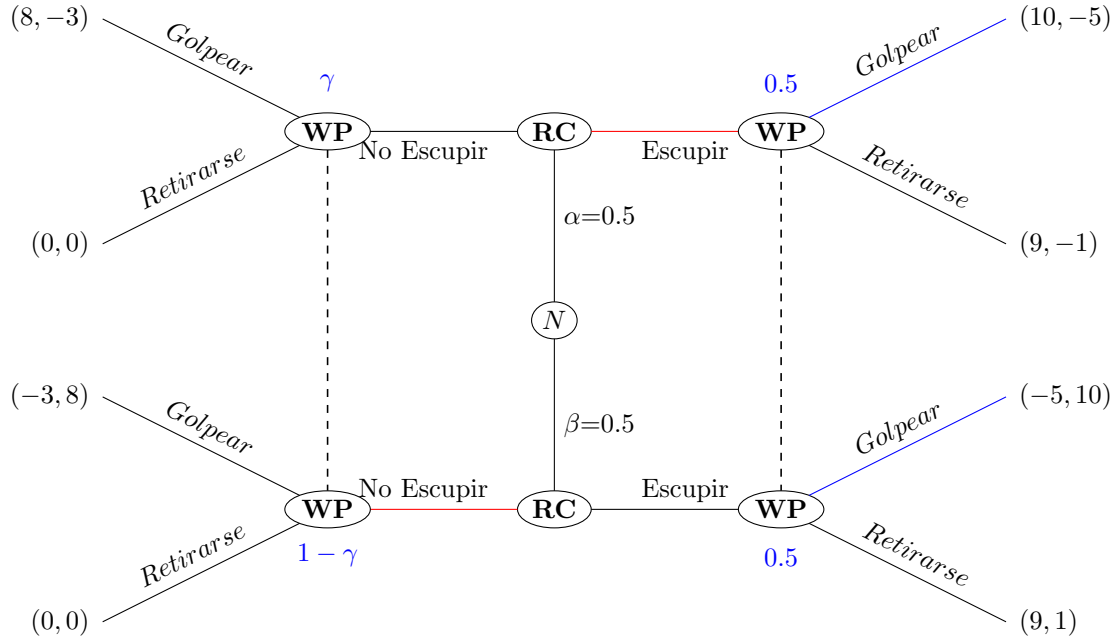 (8, −3)
(10, −5)
Golpear
Golpear
γ
0.5
WP
RC
WP
No Escupir
Escupir
Retirarse
Retirarse
α=0.5
(0, 0)
(9, −1)
N
(−3, 8)
(−5, 10)
Golpear
β=0.5
Golpear
No Escupir
Escupir
WP
RC
WP
Retirarse
1 − γ
0.5
Retirarse
(0, 0)
(9, 1)